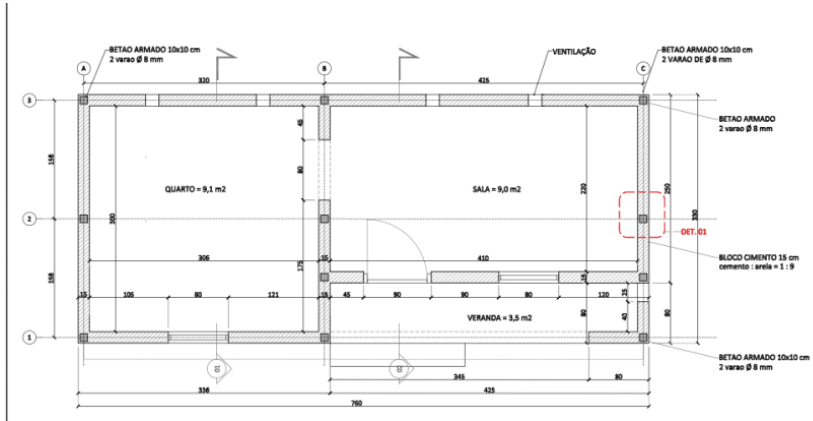 BETAO ARMADO 10x10 cm
2 varao Ø 8 mm
VENTILAÇÃO
BETAO ARMADO 10x10 cm
2 VARAO DE Ø 8 mm
A
B
C
320
425
3
BETAO ARMADO
2 varao Ø 8 mm
45
158
80
QUARTO = 9,1 m2
SALA = 9,0 m2
300
220
250
330
2
DET. 01
306
15
410
BLOCO CIMENTO 15 cm
cemento : areia = 1 : 9
158
175
15
15
105
80
121
15
45
90
90
80
120
25
VERANDA = 3,5 m2
80
40
80
1
BETAO ARMADO 10x10 cm
2 varao Ø 8 mm
01
02
345
80
336
425
760